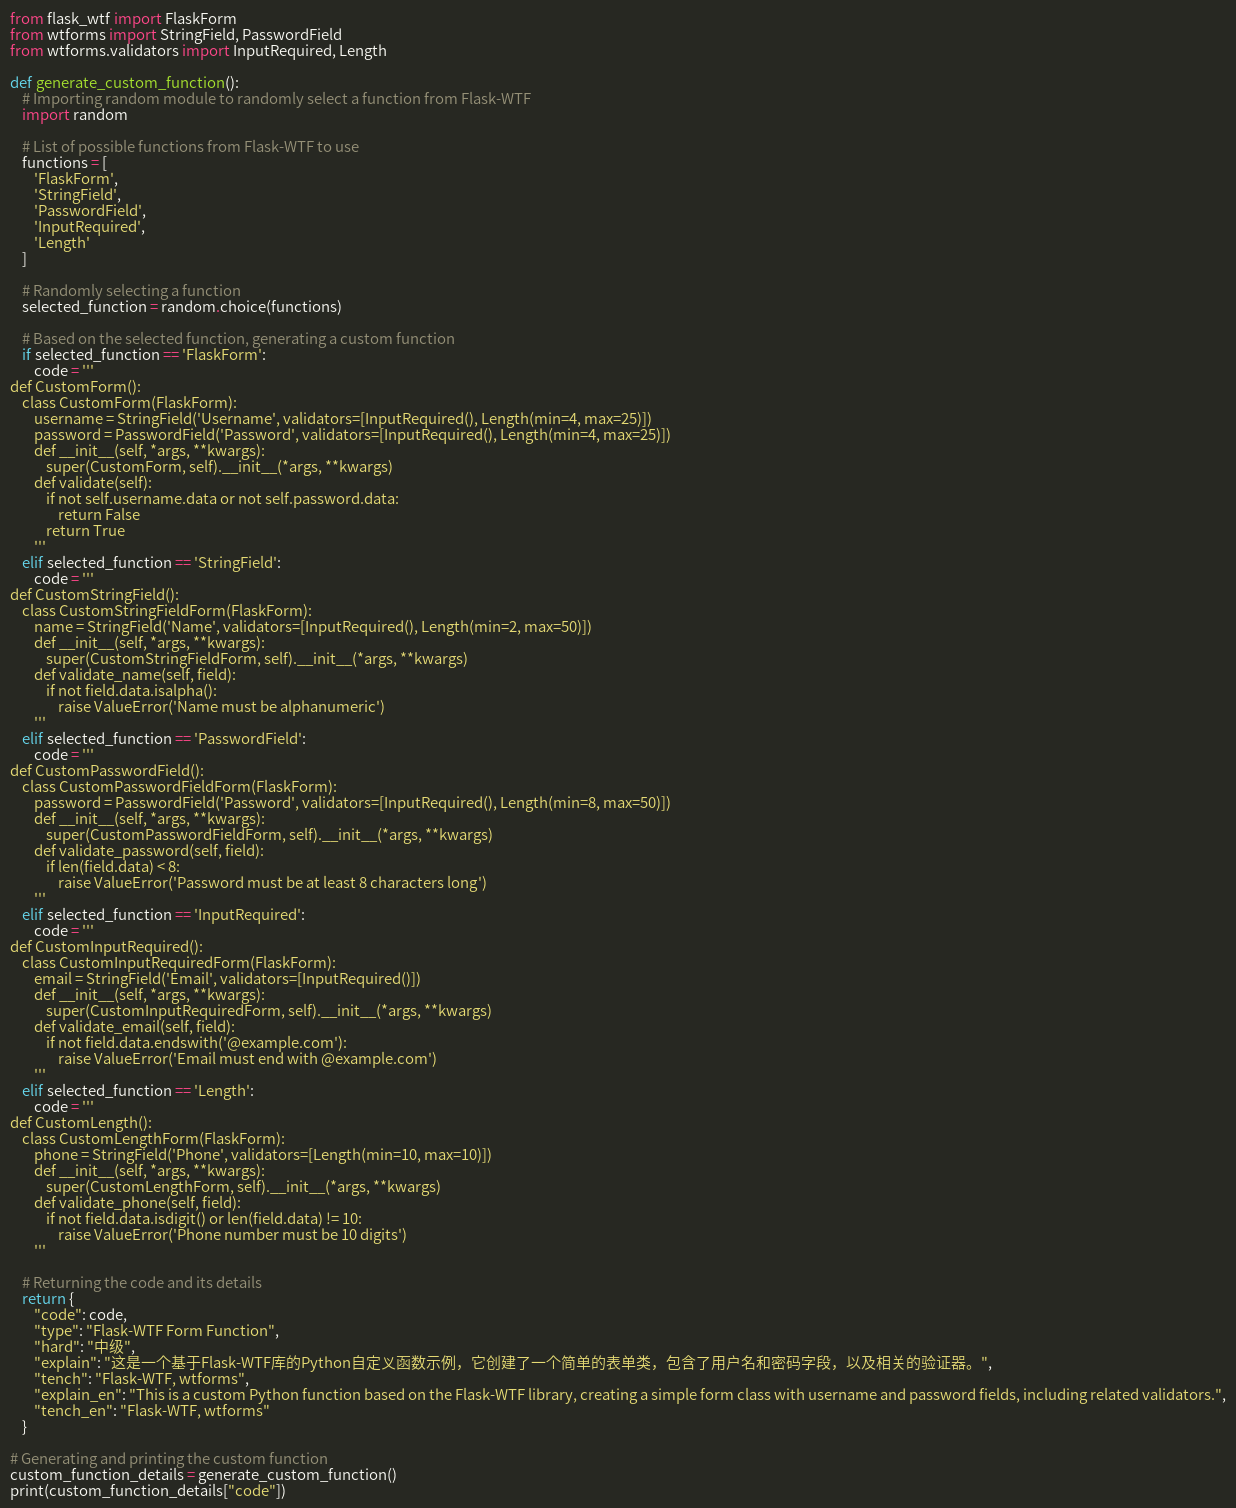 from flask_wtf import FlaskForm
from wtforms import StringField, PasswordField
from wtforms.validators import InputRequired, Length

def generate_custom_function():
    # Importing random module to randomly select a function from Flask-WTF
    import random

    # List of possible functions from Flask-WTF to use
    functions = [
        'FlaskForm',
        'StringField',
        'PasswordField',
        'InputRequired',
        'Length'
    ]

    # Randomly selecting a function
    selected_function = random.choice(functions)

    # Based on the selected function, generating a custom function
    if selected_function == 'FlaskForm':
        code = '''
def CustomForm():
    class CustomForm(FlaskForm):
        username = StringField('Username', validators=[InputRequired(), Length(min=4, max=25)])
        password = PasswordField('Password', validators=[InputRequired(), Length(min=4, max=25)])
        def __init__(self, *args, **kwargs):
            super(CustomForm, self).__init__(*args, **kwargs)
        def validate(self):
            if not self.username.data or not self.password.data:
                return False
            return True
        '''
    elif selected_function == 'StringField':
        code = '''
def CustomStringField():
    class CustomStringFieldForm(FlaskForm):
        name = StringField('Name', validators=[InputRequired(), Length(min=2, max=50)])
        def __init__(self, *args, **kwargs):
            super(CustomStringFieldForm, self).__init__(*args, **kwargs)
        def validate_name(self, field):
            if not field.data.isalpha():
                raise ValueError('Name must be alphanumeric')
        '''
    elif selected_function == 'PasswordField':
        code = '''
def CustomPasswordField():
    class CustomPasswordFieldForm(FlaskForm):
        password = PasswordField('Password', validators=[InputRequired(), Length(min=8, max=50)])
        def __init__(self, *args, **kwargs):
            super(CustomPasswordFieldForm, self).__init__(*args, **kwargs)
        def validate_password(self, field):
            if len(field.data) < 8:
                raise ValueError('Password must be at least 8 characters long')
        '''
    elif selected_function == 'InputRequired':
        code = '''
def CustomInputRequired():
    class CustomInputRequiredForm(FlaskForm):
        email = StringField('Email', validators=[InputRequired()])
        def __init__(self, *args, **kwargs):
            super(CustomInputRequiredForm, self).__init__(*args, **kwargs)
        def validate_email(self, field):
            if not field.data.endswith('@example.com'):
                raise ValueError('Email must end with @example.com')
        '''
    elif selected_function == 'Length':
        code = '''
def CustomLength():
    class CustomLengthForm(FlaskForm):
        phone = StringField('Phone', validators=[Length(min=10, max=10)])
        def __init__(self, *args, **kwargs):
            super(CustomLengthForm, self).__init__(*args, **kwargs)
        def validate_phone(self, field):
            if not field.data.isdigit() or len(field.data) != 10:
                raise ValueError('Phone number must be 10 digits')
        '''

    # Returning the code and its details
    return {
        "code": code,
        "type": "Flask-WTF Form Function",
        "hard": "中级",
        "explain": "这是一个基于Flask-WTF库的Python自定义函数示例，它创建了一个简单的表单类，包含了用户名和密码字段，以及相关的验证器。",
        "tench": "Flask-WTF, wtforms",
        "explain_en": "This is a custom Python function based on the Flask-WTF library, creating a simple form class with username and password fields, including related validators.",
        "tench_en": "Flask-WTF, wtforms"
    }

# Generating and printing the custom function
custom_function_details = generate_custom_function()
print(custom_function_details["code"])